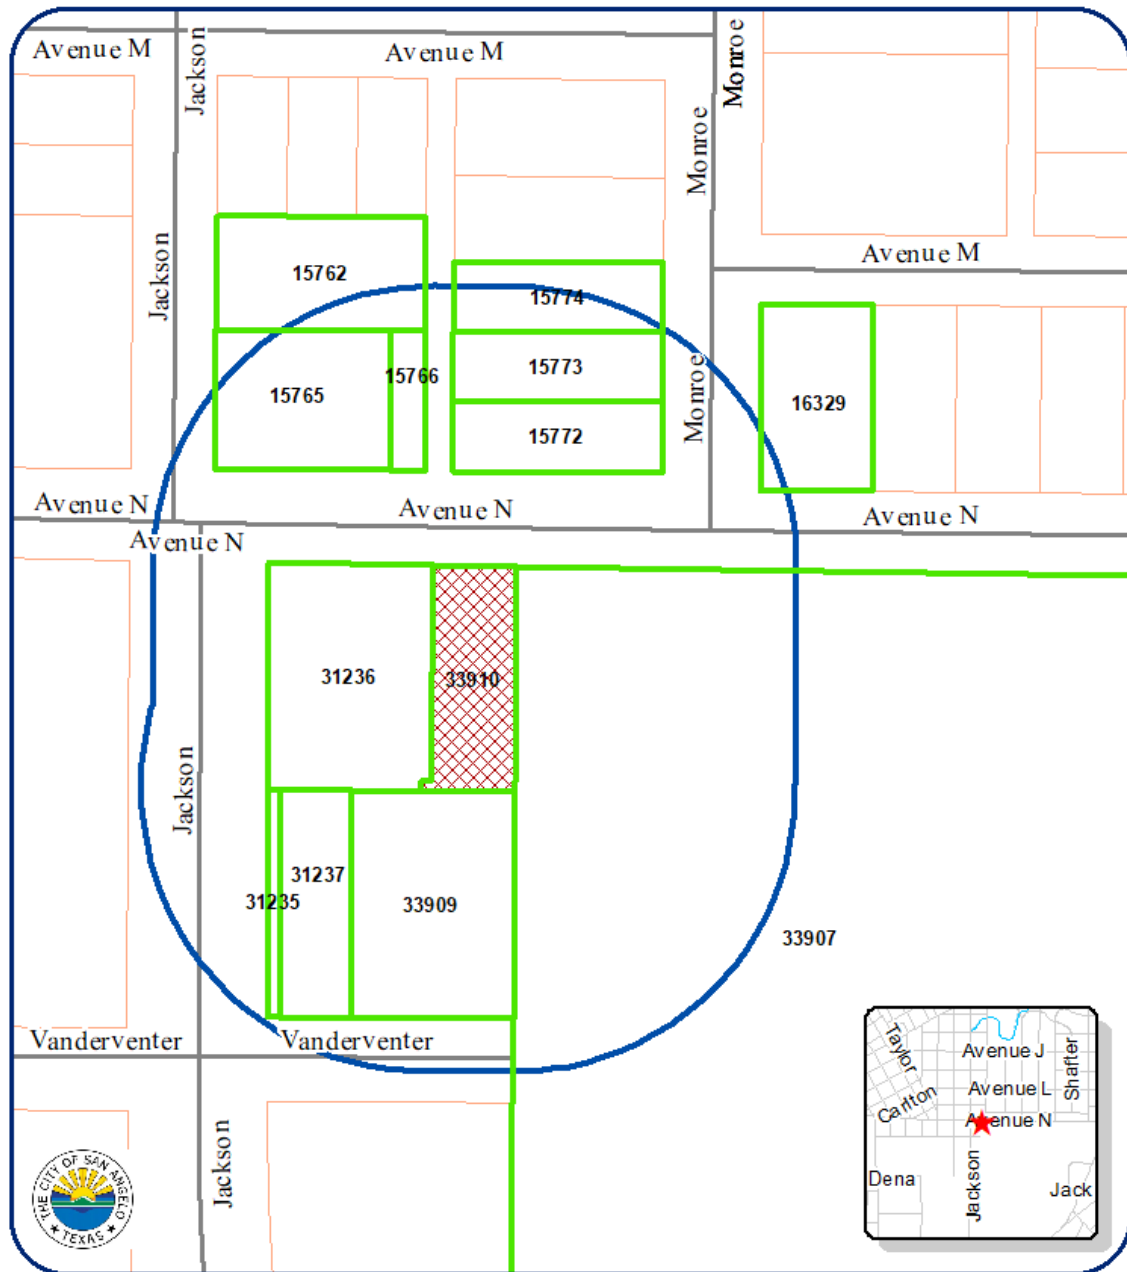 Avenue M
Jackson
Avenue M
Monroe
Monroe
Jackson
Avenue M
15762
15774
15773
15766
15765
Monroe
16329
15772
Avenue N
Avenue N
Avenue N
Avenue N
31236
33910
Jackson
31237
31235
33909
33907
Vanderventer
Vanderventer
Jackson
THE CITY OF SAN ANGELO
TEXAS
Taylor
Avenue J
Shafter
Avenue L
Carlton
Avenue N
Dena
Jackson
Jack